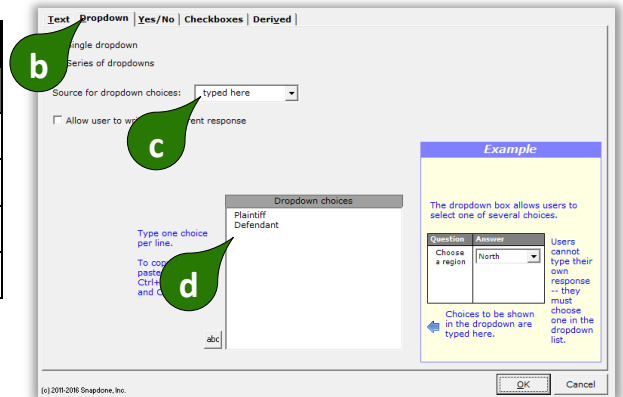 Text Dropdown Yes/No Checkboxes Derived
b
ingle dropdown
Series of dropdowns
Source for dropdown choices: typed here
Allow user to wr rent response
c
Example
The dropdown box allows users to
select one of several choices.
Question Answer
Choose
a region
North
Users
cannot
type their
own
response
-- they
must
choose
one in the
dropdown
list.
Choices to be shown
in the dropdown are
typed here.
Dropdown choices
Plaintiff
Defendant
Type one choice
per line.
To cop
paste
Ctrl+
and C
d
abc
(c) 2011-2016 Snapdone, Inc.
OK Cancel